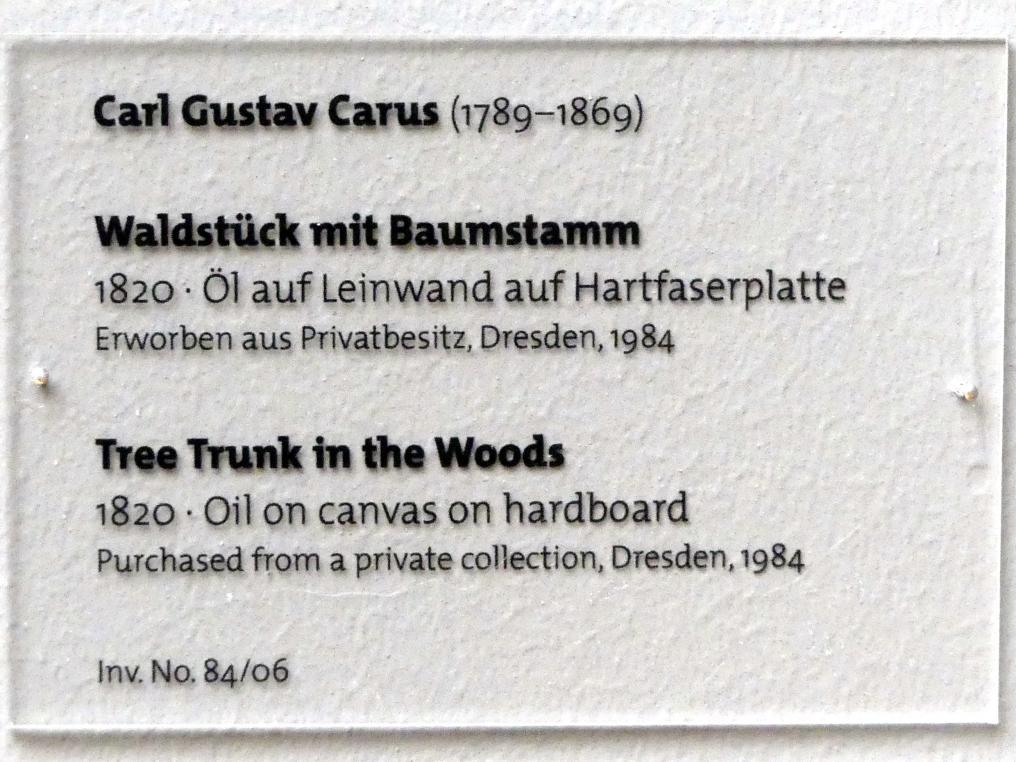 Carl Gustav Carus (1789–1869)
Waldstück mit Baumstamm
1820 · Öl auf Leinwand auf Hartfaserplatte
Erworben aus Privatbesitz, Dresden, 1984
Tree Trunk in the Woods
1820 · Oil on canvas on hardboard
Purchased from a private collection, Dresden, 1984
Inv. No. 84/06